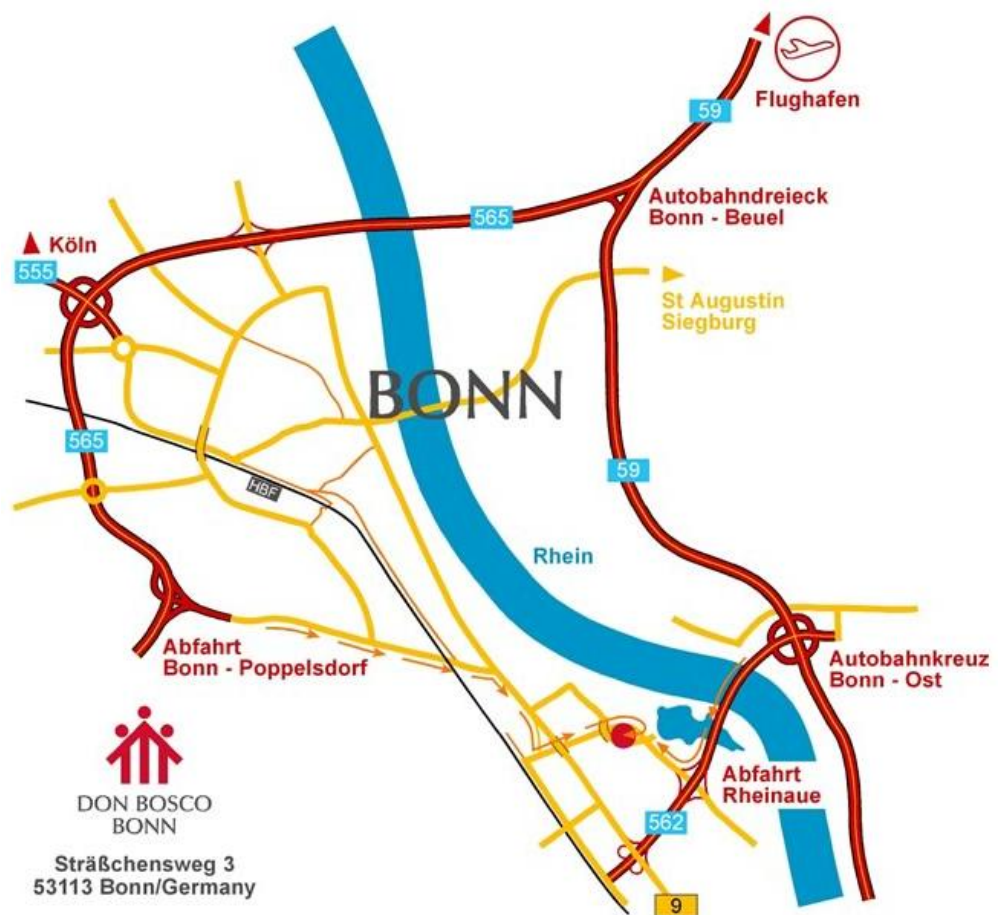 Flughafen
59
Autobahndreieck
Bonn - Beuel
565
Köln
555
St Augustin
Siegburg
BONN
565
59
HBF
Rhein
Abfahrt
Bonn - Poppelsdorf
Autobahnkreuz
Bonn - Ost
Abfahrt
Rheinaue
562
DON BOSCO
BONN
Sträßchensweg 3
53113 Bonn/Germany
9